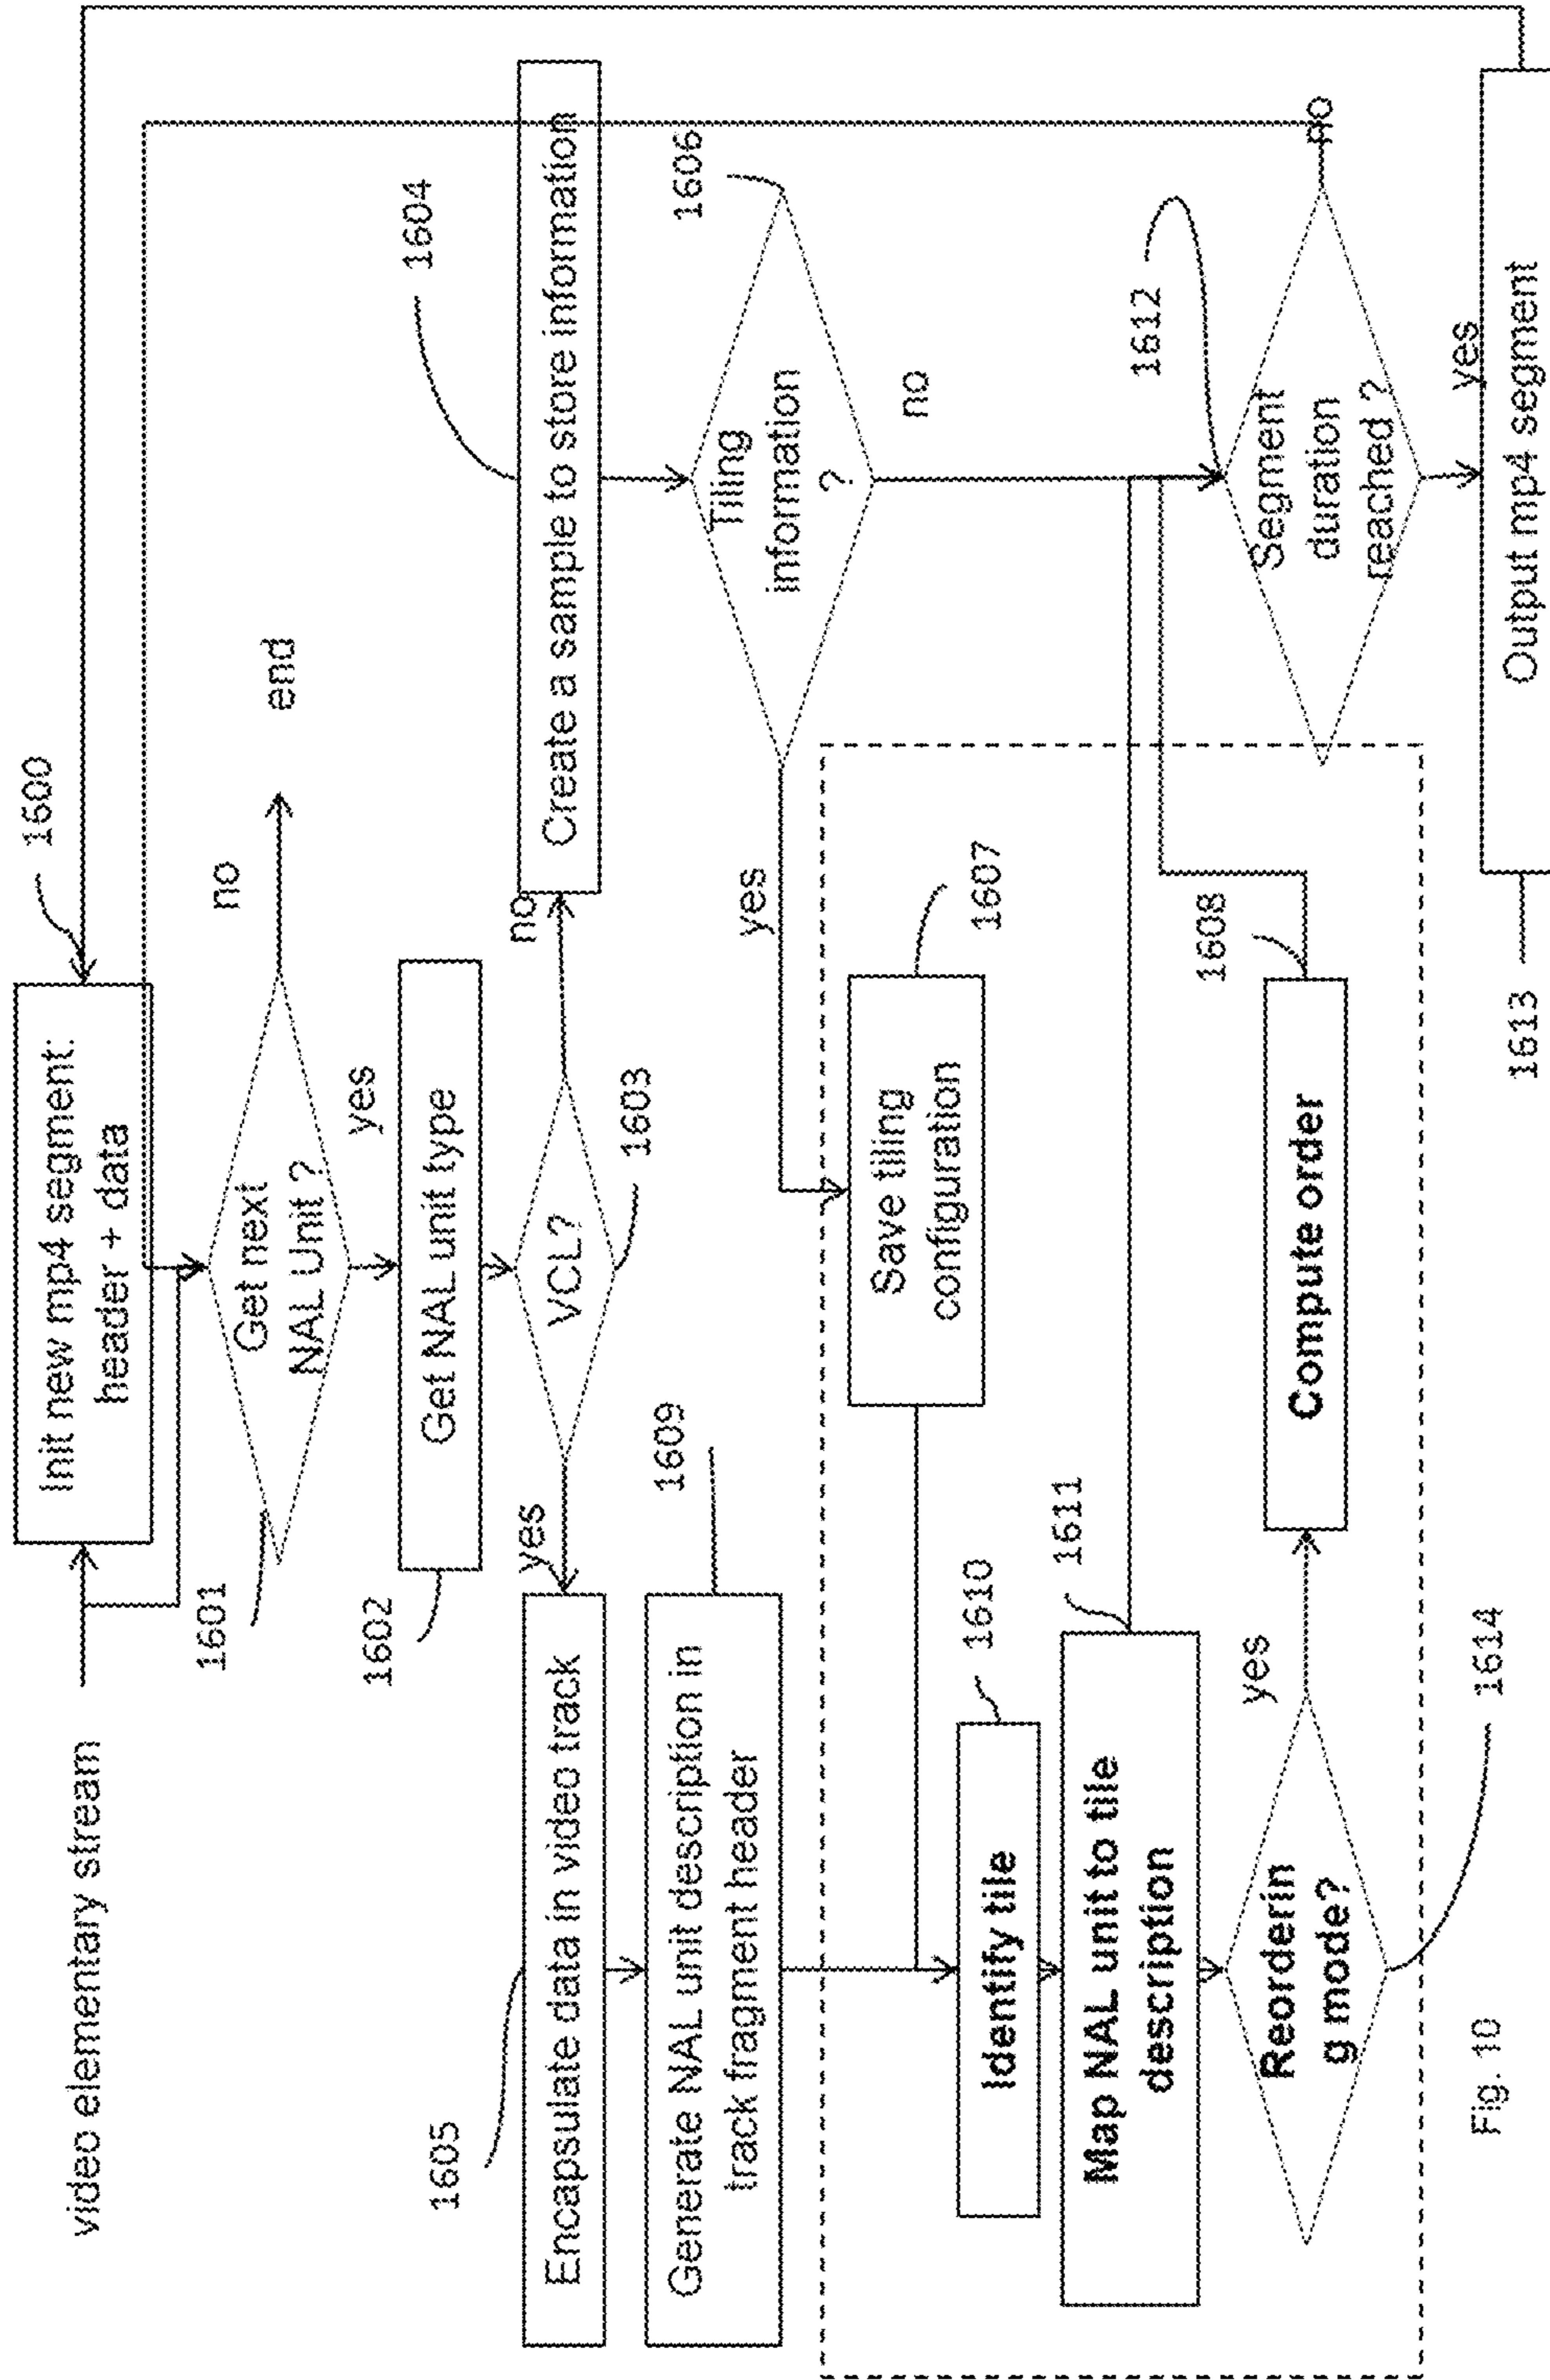 video elementary stream
Init new mp4 segment:
header + data
1600
1601
Get next
NAL Unit ?
no
end
yes
1602
Get NAL unit type
VCL?
1603
yes
no
1605
Encapsulate data in video track
1604
Create a sample to store information
Generate NAL unit description in
track fragment header
1609
Tilling
information
?
1606
yes
no
Save tilling
configuration
1607
Identify tile
1610
Map NAL unit to tile
description
1611
Reorderin
g mode?
1614
yes
Compute order
1608
Segment
duration
reached ?
1612
no
yes
Output mp4 segment
1613
Fig. 10